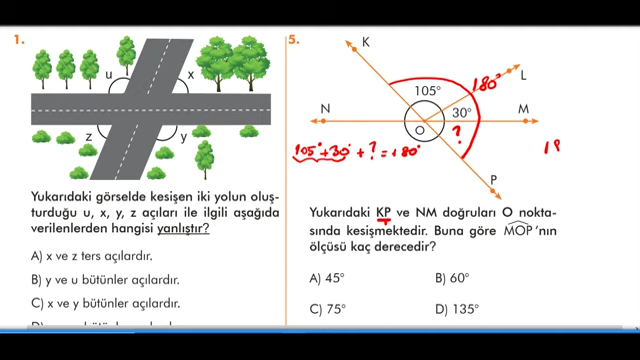 1.
u
x
z
y
Yukarıdaki görselde kesişen iki yolun oluş-
turduğu u, x, y, z açıları ile ilgili aşağıda
verilenlerden hangisi yanlıştır?
A) x ve z ters açılardır.
B) y ve u bütünler açılardır.
C) x ve y bütünler açılardır.
5.
K
L
180°
105°
N
30°
M
O
?
105° + 30° + ? = 180°
18
P
Yukarıdaki KP ve NM doğruları O nokta-
sında kesişmektedir. Buna göre MOP'nın
ölçüsü kaç derecedir?
A) 45°
B) 60°
C) 75°
D) 135°